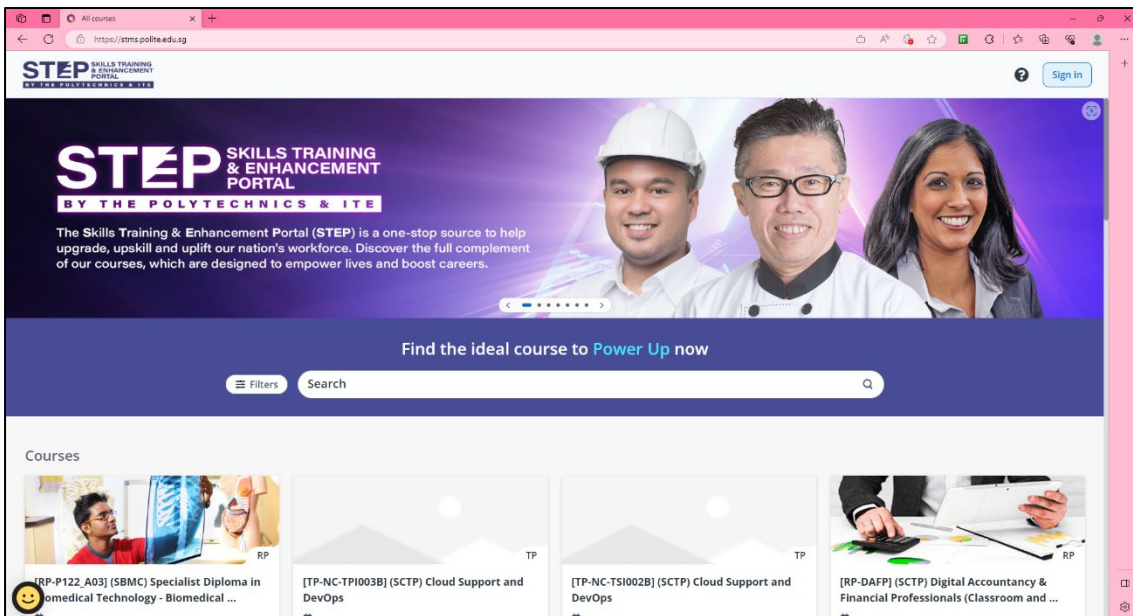 All courses
https://stms.polite.edu.sg
STEP SKILLS TRAINING
& ENHANCEMENT
PORTAL
BY THE POLYTECHNICS & ITE
Sign in
STEP SKILLS TRAINING
& ENHANCEMENT
PORTAL
BY THE POLYTECHNICS & ITE
The Skills Training & Enhancement Portal (STEP) is a one-stop source to help
upgrade, upskill and uplift our nation's workforce. Discover the full complement
of our courses, which are designed to empower lives and boost careers.
Find the ideal course to Power Up now
Filters
Search
Courses
RP
TP
TP
RP
[RP-P122_A03] (SBMC) Specialist Diploma in
omedical Technology - Biomedical ...
[TP-NC-TPI003B] (SCTP) Cloud Support and
DevOps
[TP-NC-TSI002B] (SCTP) Cloud Support and
DevOps
[RP-DAFP] (SCTP) Digital Accountancy &
Financial Professionals (Classroom and ...